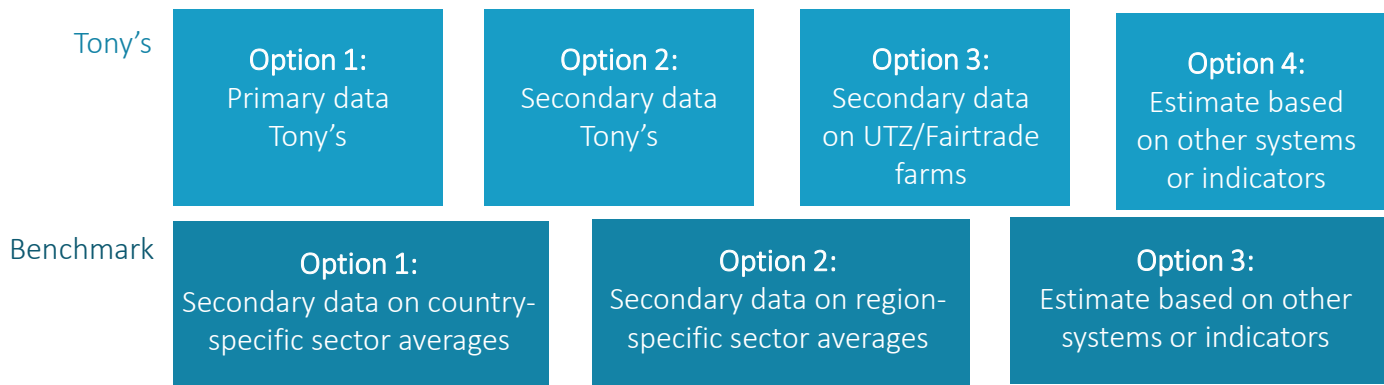 Tony’s
Option 1:
Primary data
Tony’s
Option 2:
Secondary data
Tony’s
Option 3:
Secondary data
on UTZ/Fairtrade
farms
Option 4:
Estimate based
on other systems
or indicators
Benchmark
Option 1:
Secondary data on country-
specific sector averages
Option 2:
Secondary data on region-
specific sector averages
Option 3:
Estimate based on other
systems or indicators